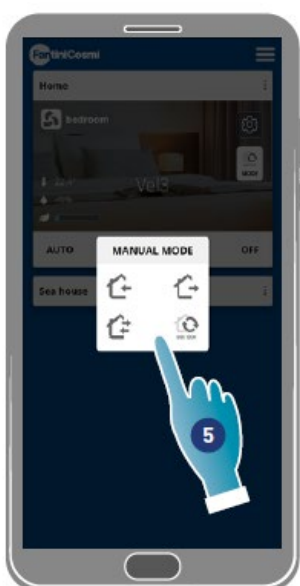 FantiniCosmi
Home
bedroom
MODE
Vel3
AUTO
MANUAL MODE
OFF
Sea house
5